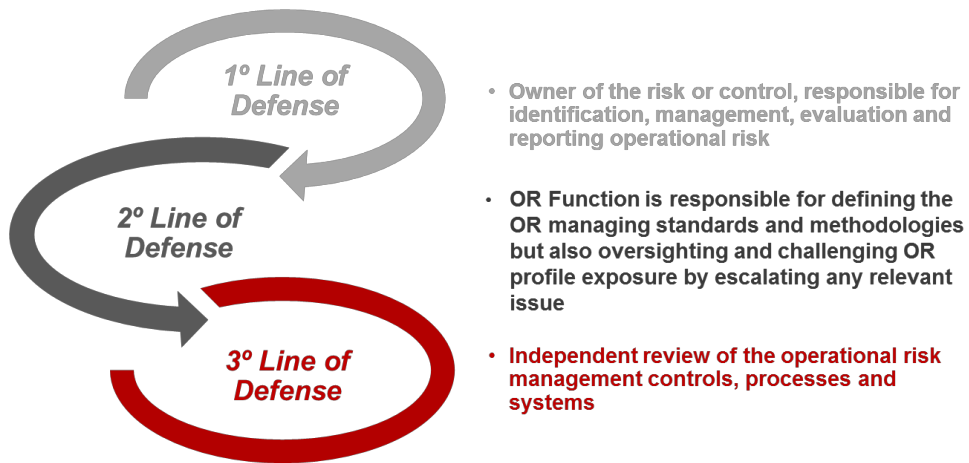 1º Line of
Defense
• Owner of the risk or control, responsible for
identification, management, evaluation and
reporting operational risk
2º Line of
Defense
• OR Function is responsible for defining the
OR managing standards and methodologies
but also oversighting and challenging OR
profile exposure by escalating any relevant
issue
3º Line of
Defense
• Independent review of the operational risk
management controls, processes and
systems